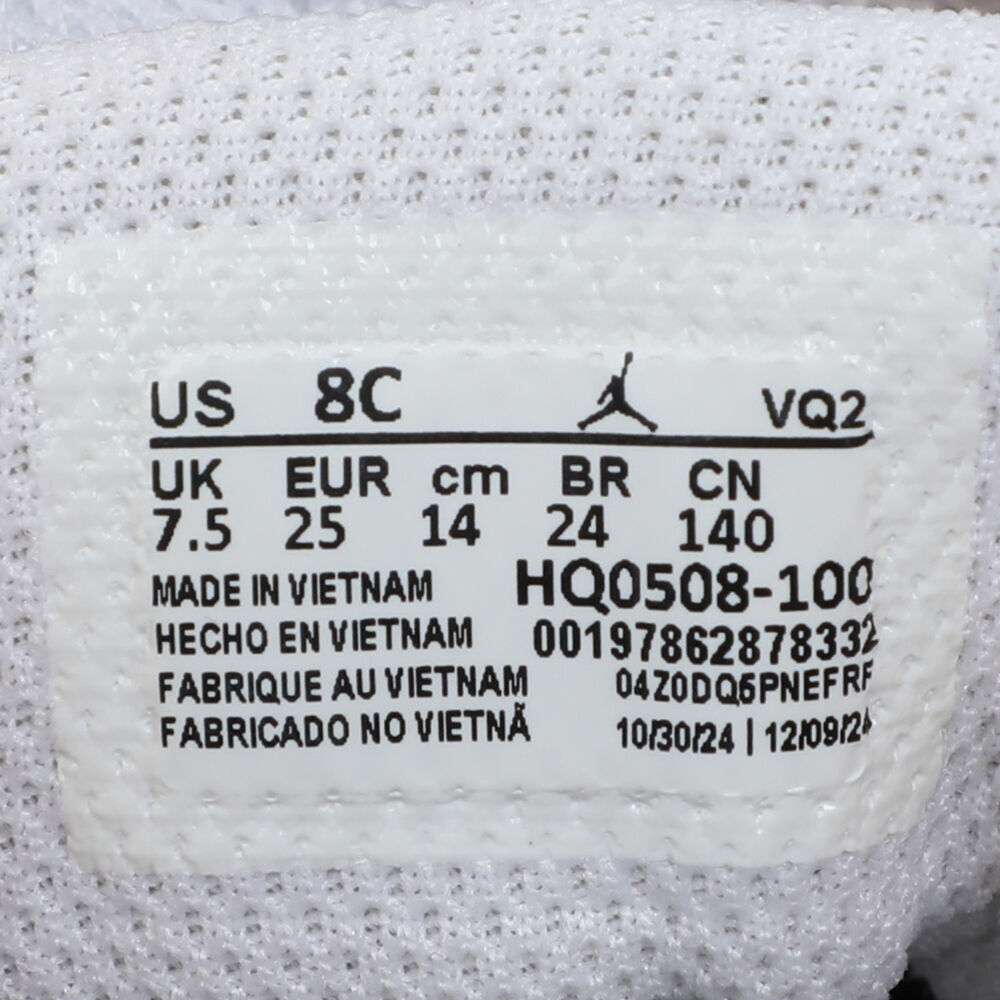 US 8C VQ2
UK EUR cm BR CN
7.5 25 14 24 140
MADE IN VIETNAM HQ0508-100
HECHO EN VIETNAM 00197862878332
FABRIQUE AU VIETNAM 04Z0DQ6PNEFRF
FABRICADO NO VIETNÃ 10/30/24 | 12/09/24